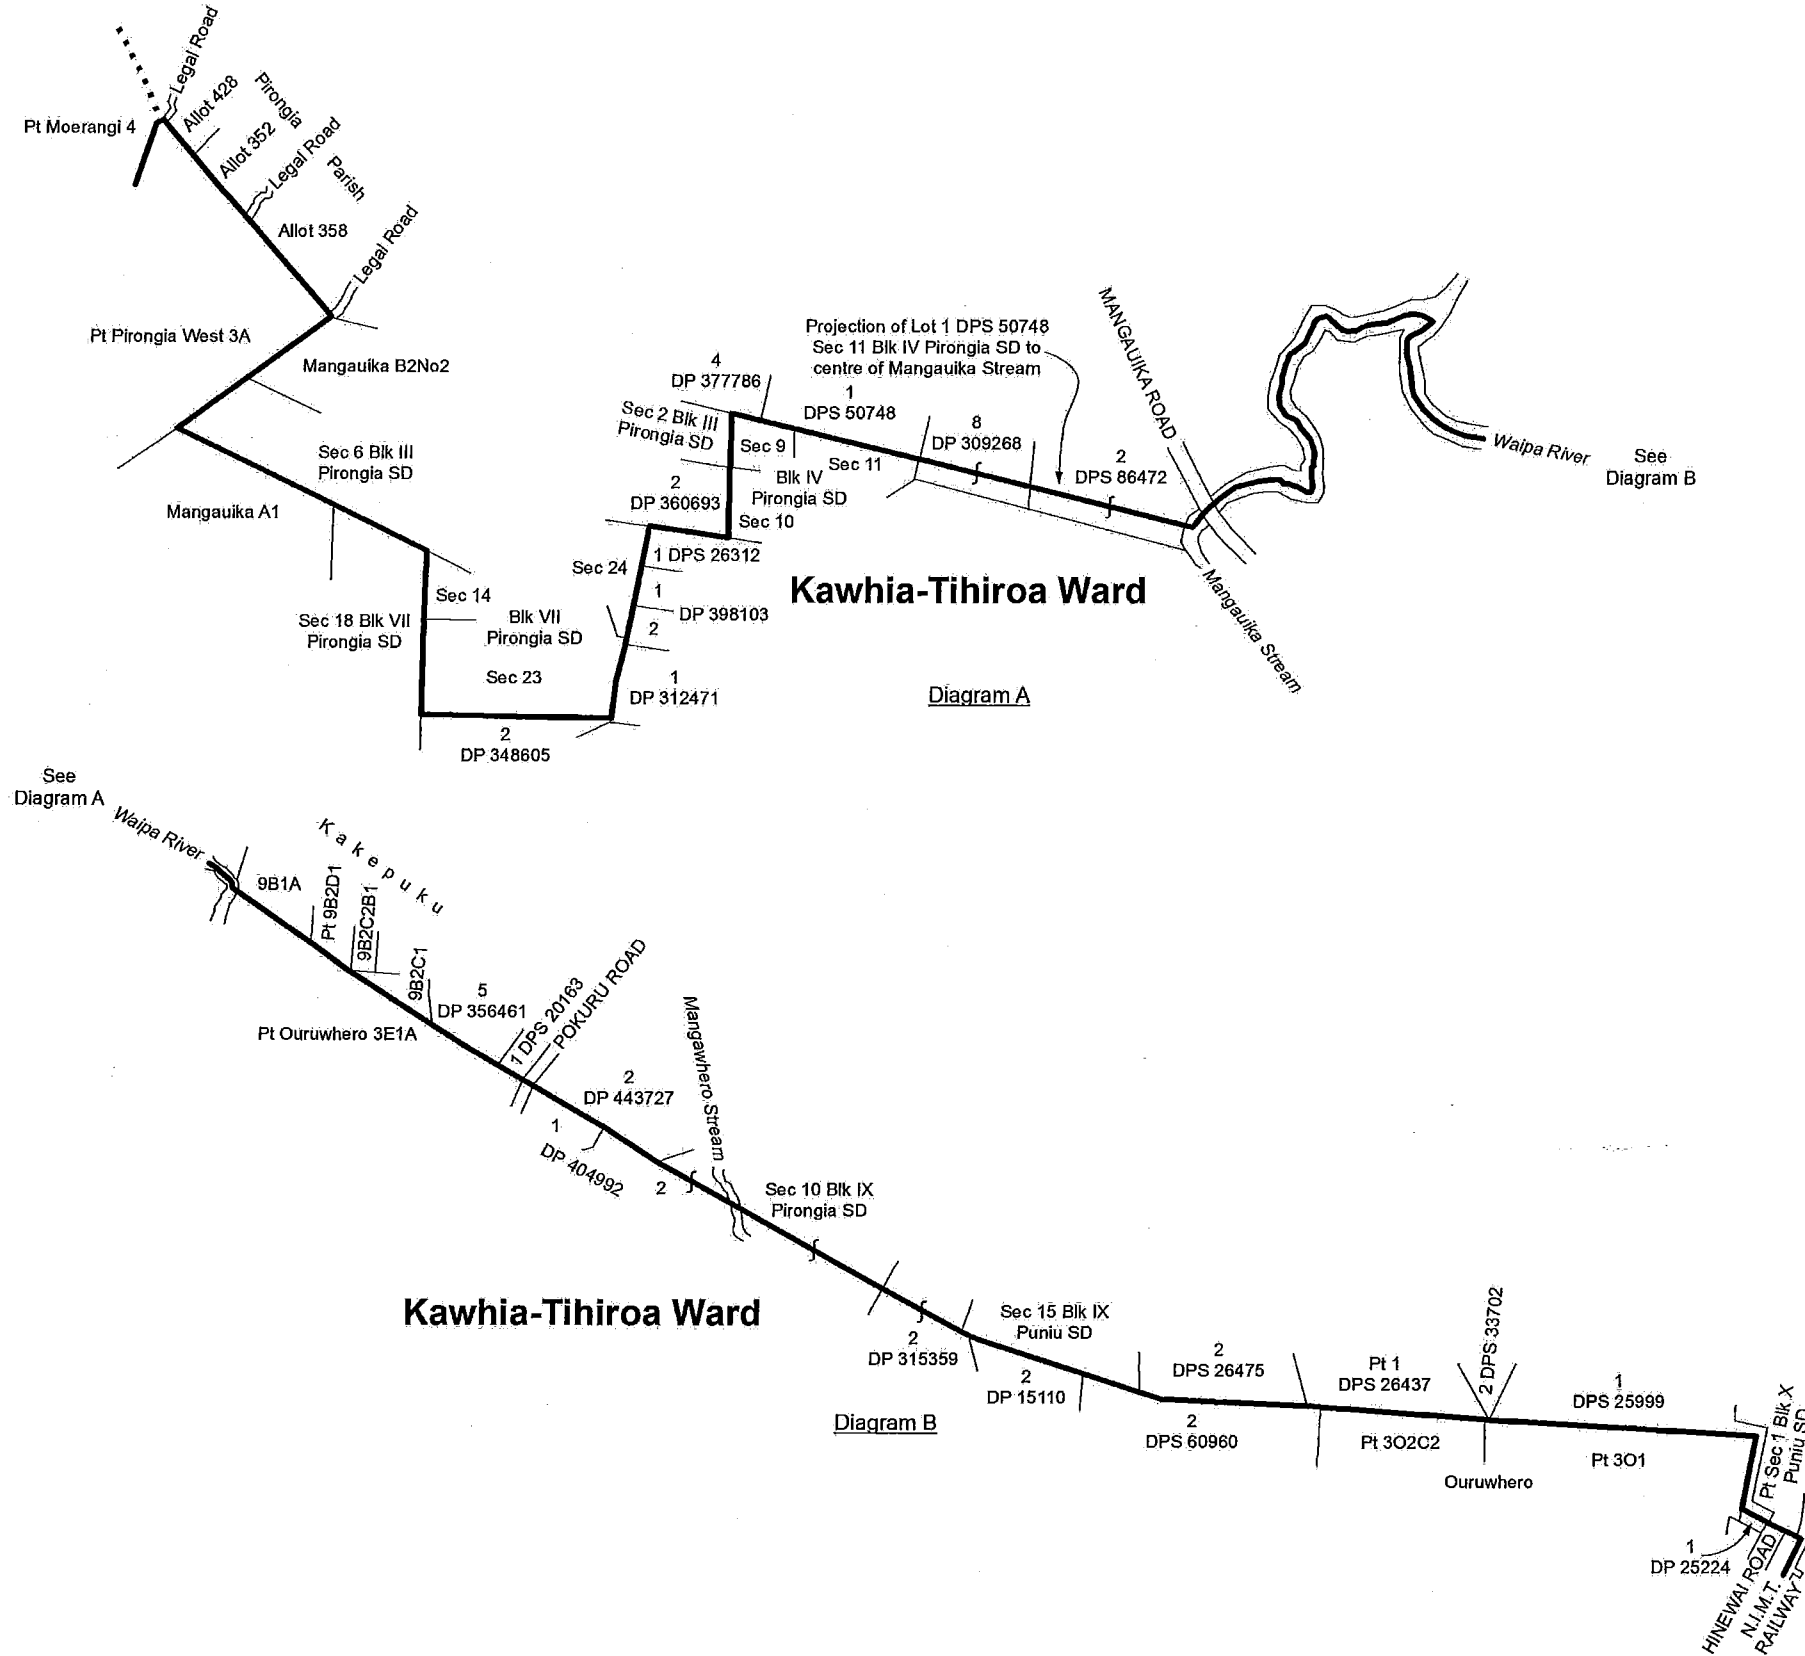 Legal Road
Pt Moerangi 4
Allot 428
Pirongia
Allot 352
Legal Road
Parish
Allot 358
Legal Road
Pt Pirongia West 3A
Mangauika B2No2
Sec 6 Blk III
Pirongia SD
Mangauika A1
Sec 14
Sec 18 Blk VII
Pirongia SD
Blk VII
Pirongia SD
Sec 23
2
DP 348605
Sec 24
1 DPS 26312
1
DP 398103
2
1
DP 312471
4
DP 377786
Sec 2 Blk III
Pirongia SD
2
DP 360693
Sec 9
Blk IV
Pirongia SD
Sec 10
Sec 11
1
DPS 50748
8
DP 309268
Projection of Lot 1 DPS 50748
Sec 11 Blk IV Pirongia SD to
centre of Mangauika Stream
2
DPS 86472
MANGAUIKA ROAD
Mangauika Stream
Waipa River
See
Diagram B
Kawhia-Tihiroa Ward
Diagram A
See
Diagram A
Waipa River
Kakepuku
9B1A
Pt 9B2D1
9B2C2B1
9B2C1
5
DP 356461
Pt Ouruwhero 3E1A
1 DPS 20163
POKURU ROAD
2
DP 443727
1
DP 404992
2
Mangawhero Stream
Sec 10 Blk IX
Pirongia SD
Kawhia-Tihiroa Ward
2
DP 315359
Sec 15 Blk IX
Puniu SD
2
DP 15110
Diagram B
2
DPS 26475
2
DPS 60960
Pt 1
DPS 26437
Pt 3O2C2
2 DPS 33702
Ouruwhero
1
DPS 25999
Pt 3O1
Pt Sec 1 Blk X
Puniu SD
1
DP 25224
HINEWAI ROAD
N.I.M.T.
RAILWAY